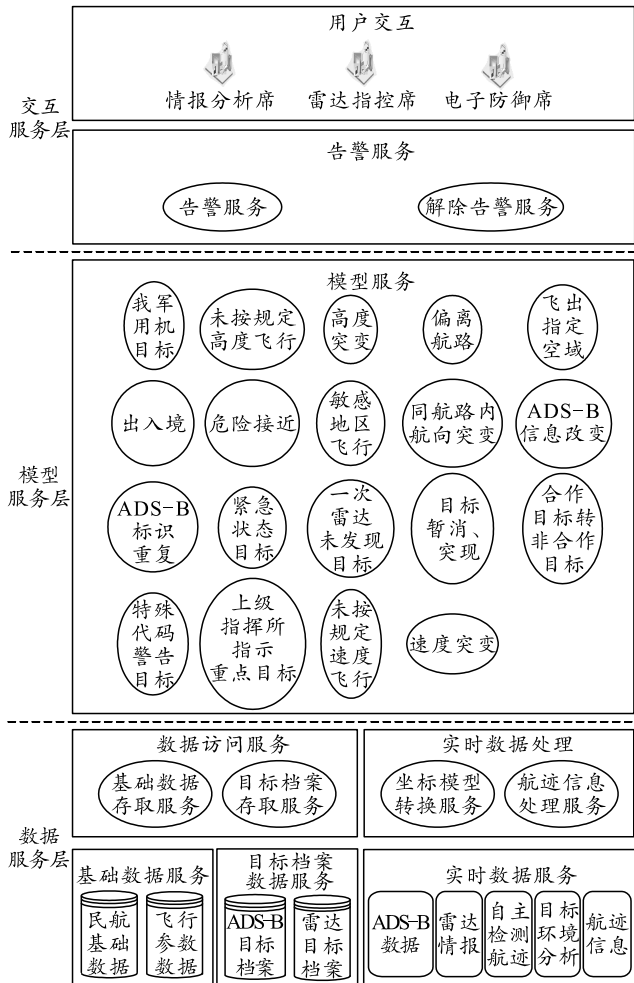 用户交互
情报分析席
雷达指控席
电子防御席
交互
服务层
告警服务
告警服务
解除告警服务
模型服务
我军
用机
目标
未按规定
高度飞行
高度
突变
偏离
航路
飞出
指定
空域
出入境
危险接近
敏感
地区
飞行
同航路内
航向突变
ADS-B
信息改变
模型
服务层
ADS-B
标识
重复
紧急
状态
目标
一次
雷达
未发现
目标
目标
暂消、
突现
合作
目标转
非合作
目标
特殊
代码
警告
目标
上级
指挥所
指示
重点目标
未按
规定
速度
飞行
速度突变
数据访问服务
基础数据
存取服务
目标档案
存取服务
实时数据处理
坐标模型
转换服务
航迹信息
处理服务
数据
服务层
基础数据服务
民航
基础
数据
飞行
参数
数据
目标档案
数据服务
ADS-B
目标
档案
雷达
目标
档案
实时数据服务
ADS-B
数据
雷达
情报
自主
检测
航迹
目标
环境
分析
航迹
信息